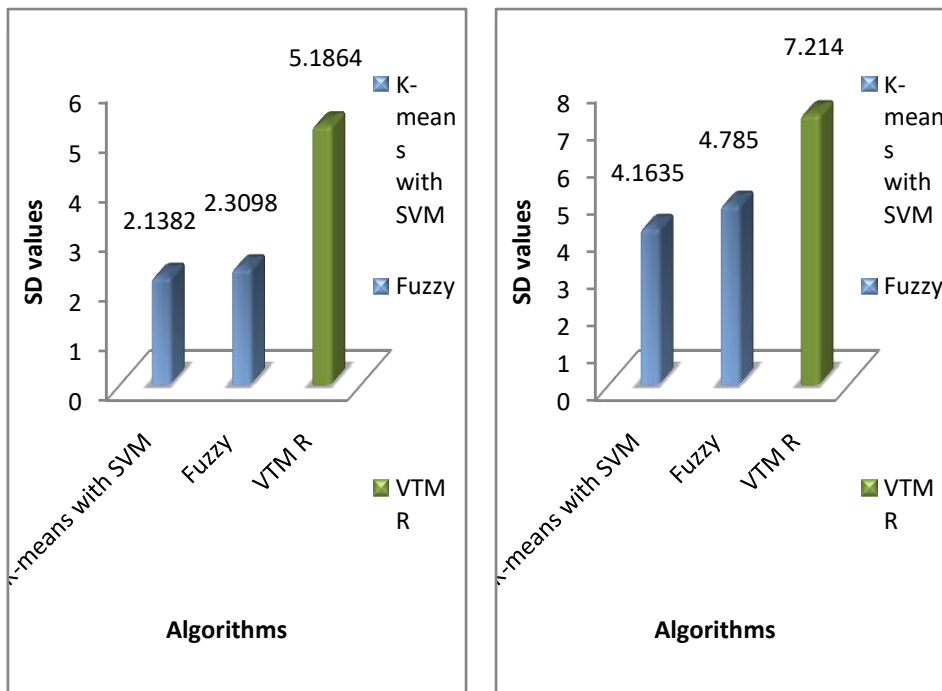 5.1864
2.3098
2.1382
6
5
4
3
2
1
0
SD values
K-means with SVM
Fuzzy
VTM R
Algorithms
K-
mean
s
with
SVM
Fuzzy
VTM
R
7.214
4.785
4.1635
8
7
6
5
4
3
2
1
0
SD values
K-means with SVM
Fuzzy
VTM R
Algorithms
K-
mean
s
with
SVM
Fuzzy
VTM
R